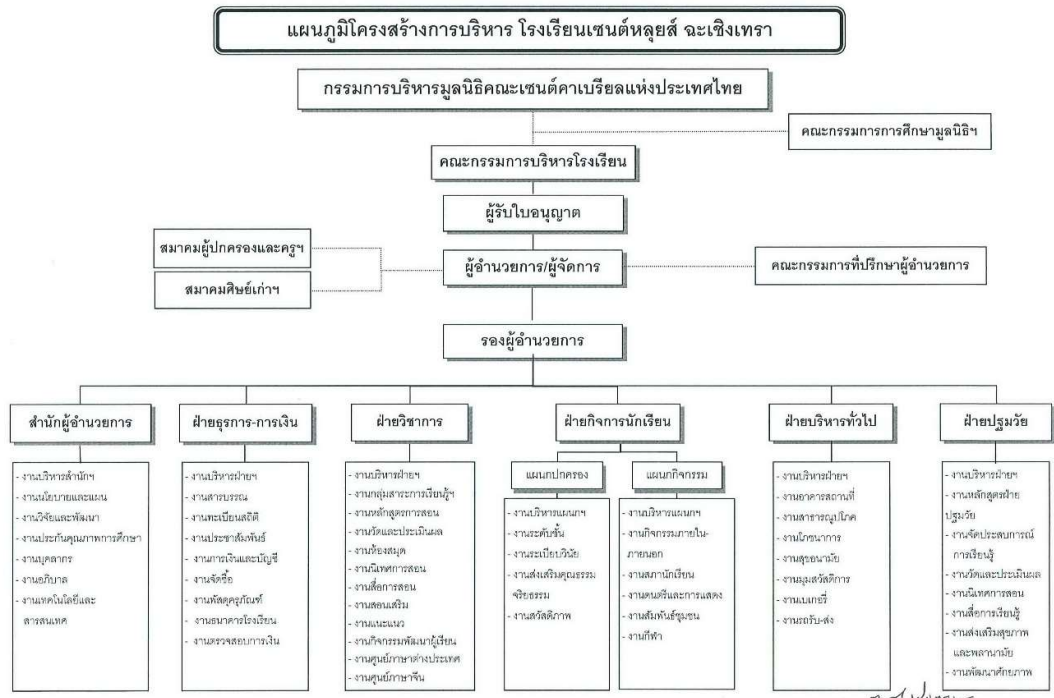 แผนภูมิโครงสร้างการบริหาร โรงเรียนเซนต์หลุยส์ ฉะเชิงเทรา
กรรมการบริหารมูลนิธิคณะเซนต์คาเบรียลแห่งประเทศไทย
คณะกรรมการการศึกษามูลนิธิฯ
คณะกรรมการบริหารโรงเรียน
ผู้รับใบอนุญาต
สมาคมผู้ปกครองและครูฯ
ผู้อำนวยการ/ผู้จัดการ
คณะกรรมการที่ปรึกษาผู้อำนวยการ
สมาคมศิษย์เก่าฯ
รองผู้อำนวยการ
สำนักผู้อำนวยการ
- งานบริหารสำนักฯ
- งานนโยบายและแผน
- งานวิจัยและพัฒนา
- งานประกันคุณภาพการศึกษา
- งานบุคลากร
- งานอภิบาล
- งานเทคโนโลยีและ
สารสนเทศ
ฝ่ายธุรการ-การเงิน
- งานบริหารฝ่ายฯ
- งานสารบรรณ
- งานทะเบียนสถิติ
- งานประชาสัมพันธ์
- งานการเงินและบัญชี
- งานจัดซื้อ
- งานพัสดุครุภัณฑ์
- งานธนาคารโรงเรียน
- งานตรวจสอบการเงิน
ฝ่ายวิชาการ
- งานบริหารฝ่ายฯ
- งานกลุ่มสาระการเรียนรู้ฯ
- งานหลักสูตรการสอน
- งานวัดและประเมินผล
- งานห้องสมุด
- งานนิเทศการสอน
- งานสื่อการสอน
- งานสอนเสริม
- งานแนะแนว
- งานกิจกรรมพัฒนาผู้เรียน
- งานศูนย์ภาษาต่างประเทศ
- งานศูนย์ภาษาจีน
ฝ่ายกิจการนักเรียน
แผนกปกครอง
- งานบริหารแผนกฯ
- งานระดับชั้น
- งานระเบียบวินัย
- งานส่งเสริมคุณธรรม
จริยธรรม
- งานสวัสดิภาพ
แผนกกิจกรรม
- งานบริหารแผนกฯ
- งานกิจกรรมภายใน-
ภายนอก
- งานสภานักเรียน
- งานดนตรีและการแสดง
- งานสัมพันธ์ชุมชน
- งานกีฬา
ฝ่ายบริหารทั่วไป
- งานบริหารฝ่ายฯ
- งานอาคารสถานที่
- งานสาธารณูปโภค
- งานโภชนาการ
- งานสุขอนามัย
- งานมุมสวัสดิการ
- งานเบเกอรี่
- งานรถรับ-ส่ง
ฝ่ายปฐมวัย
- งานบริหารฝ่ายฯ
- งานหลักสูตรฝ่าย
ปฐมวัย
- งานจัดประสบการณ์
การเรียนรู้
- งานวัดและประเมินผล
- งานนิเทศการสอน
- งานสื่อการเรียนรู้
- งานส่งเสริมสุขภาพ
และพลานามัย
- งานพัฒนาศักยภาพ